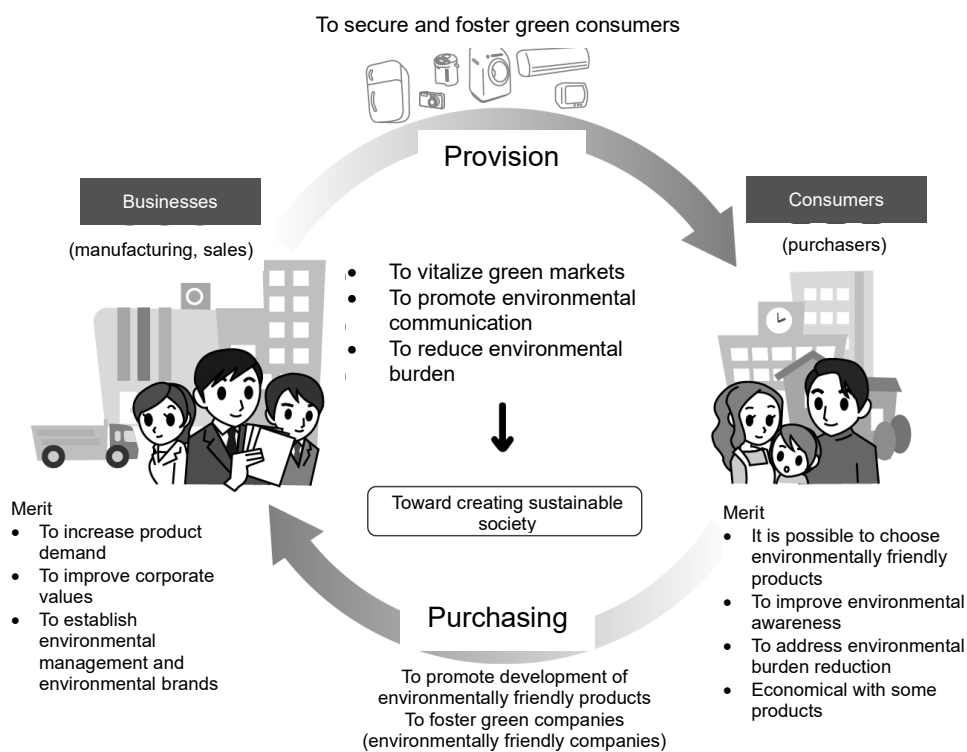 To secure and foster green consumers
Provision
Businesses
(manufacturing, sales)
Consumers
(purchasers)
• To vitalize green markets
• To promote environmental
communication
• To reduce environmental
burden
Toward creating sustainable
society
Merit
• To increase product
demand
• To improve corporate
values
• To establish
environmental
management and
environmental brands
Merit
• It is possible to choose
environmentally friendly
products
• To improve environmental
awareness
• To address environmental
burden reduction
• Economical with some
products
Purchasing
To promote development of
environmentally friendly products
To foster green companies
(environmentally friendly companies)